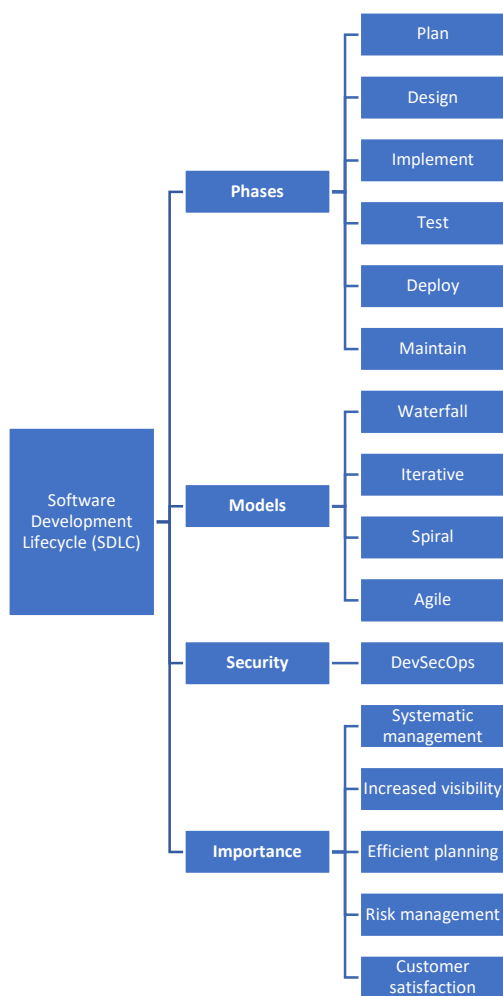 Software
Development
Lifecycle (SDLC)
Phases
Plan
Design
Implement
Test
Deploy
Maintain
Models
Waterfall
Iterative
Spiral
Agile
Security
DevSecOps
Importance
Systematic
management
Increased visibility
Efficient planning
Risk management
Customer
satisfaction